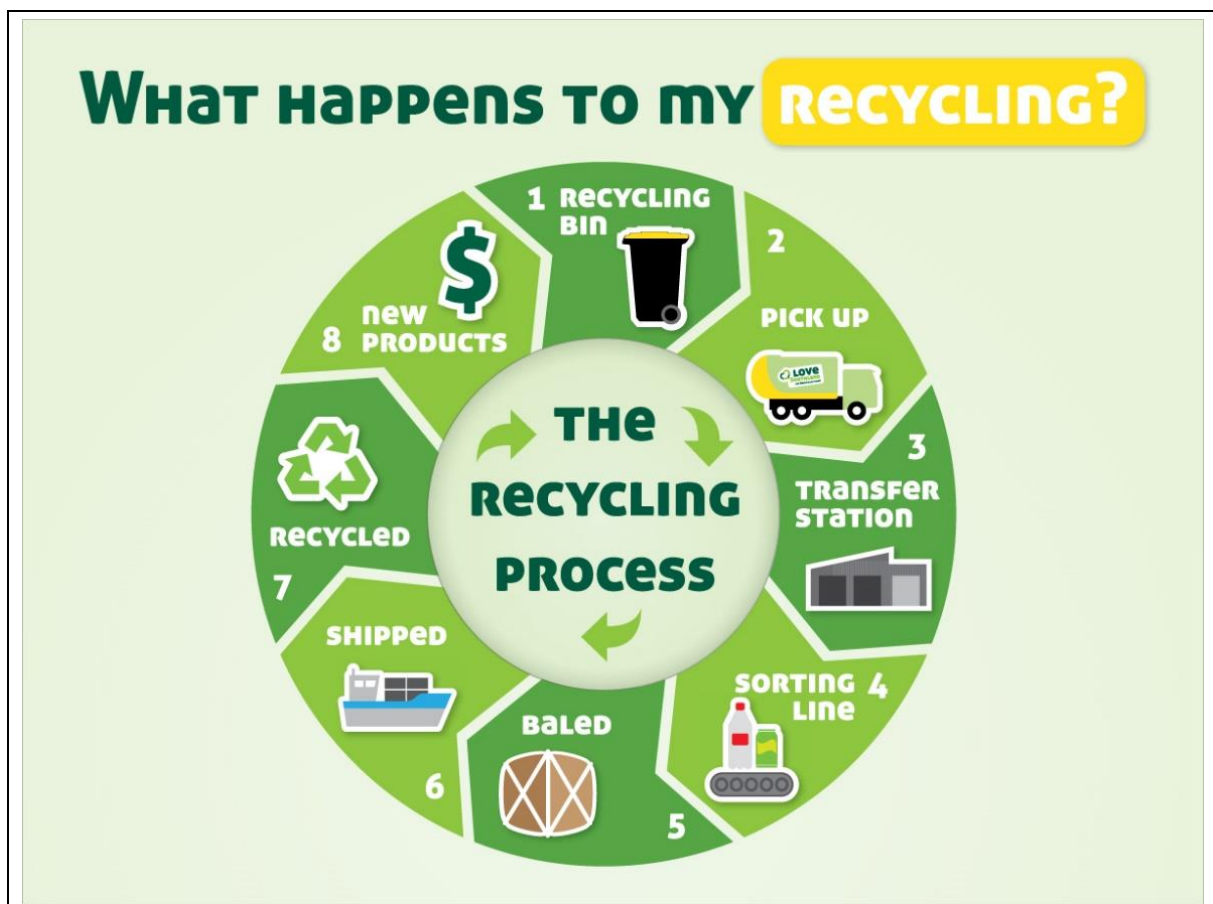 What happens to my recycling?
1 Recycling
Bin
2
Pick up
3
Transfer
Station
Sorting 4
Line
Baled
5
Shipped
6
Recycled
7
New
8 Products
$
The
Recycling
Process
LOVE